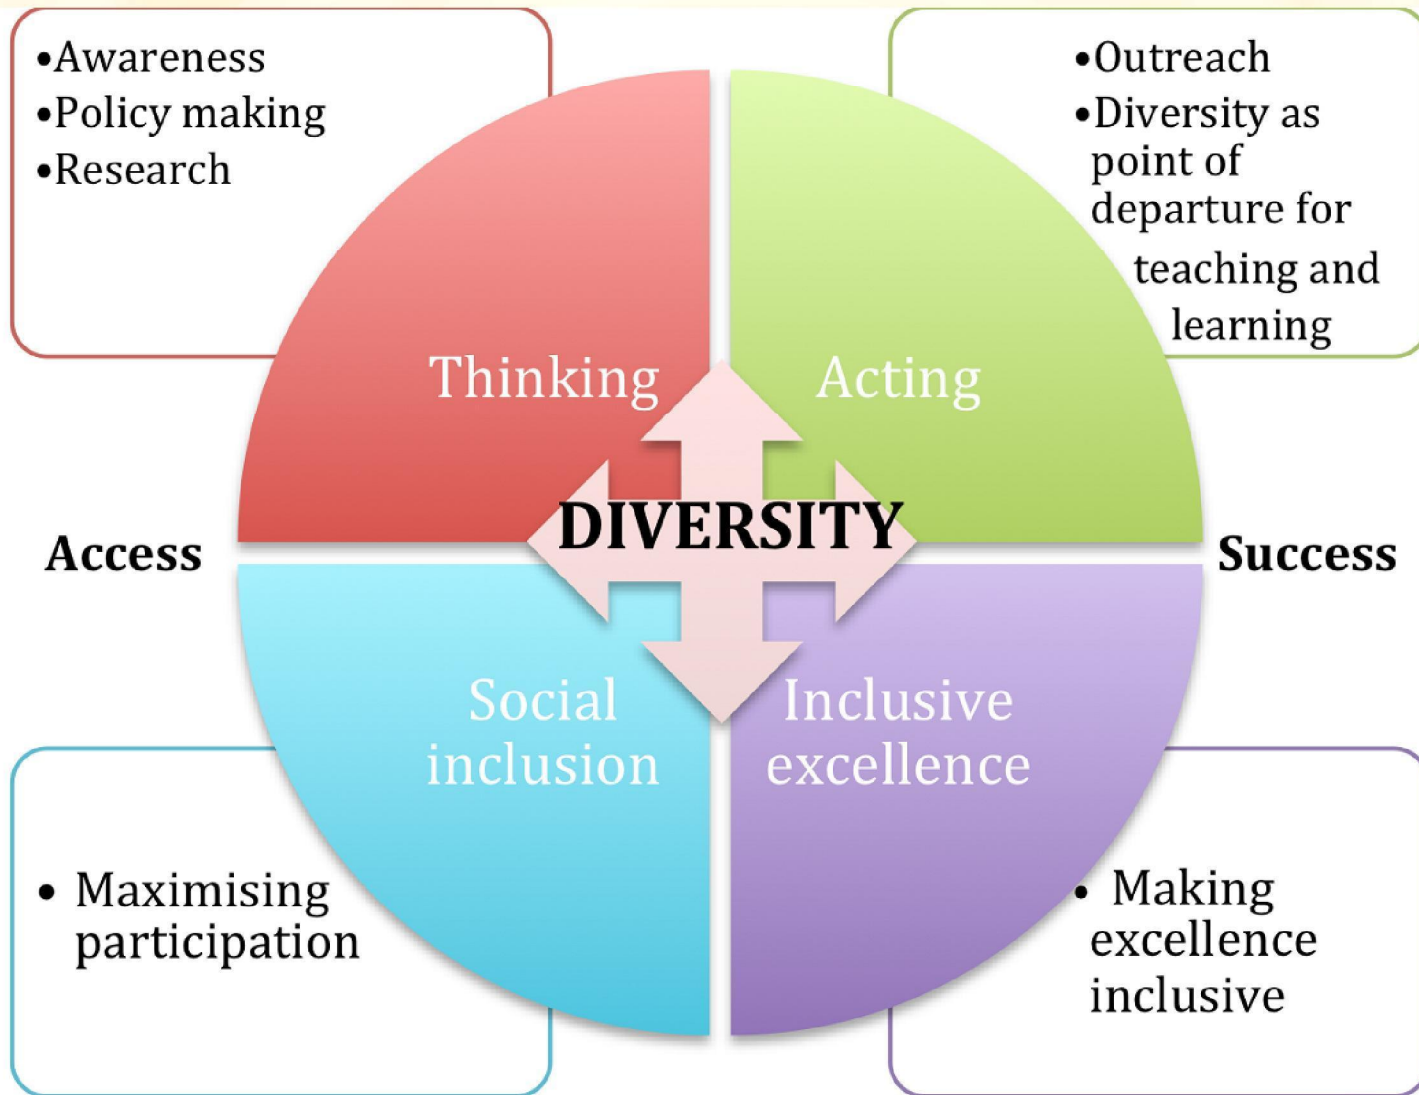 •Awareness
•Policy making
•Research
•Outreach
•Diversity as
point of
departure for
teaching and
learning
Thinking
Acting
DIVERSITY
Access
Success
Social
inclusion
Inclusive
excellence
• Maximising
participation
• Making
excellence
inclusive